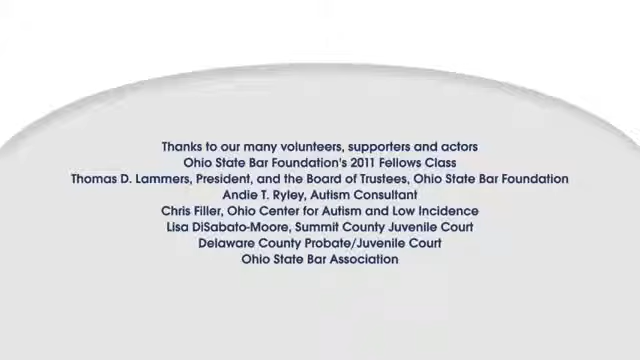 Thanks to our many volunteers, supporters and actors
Ohio State Bar Foundation's 2011 Fellows Class
Thomas D. Lammers, President, and the Board of Trustees, Ohio State Bar Foundation
Andie T. Ryley, Autism Consultant
Chris Filler, Ohio Center for Autism and Low Incidence
Lisa DiSabato-Moore, Summit County Juvenile Court
Delaware County Probate/Juvenile Court
Ohio State Bar Association